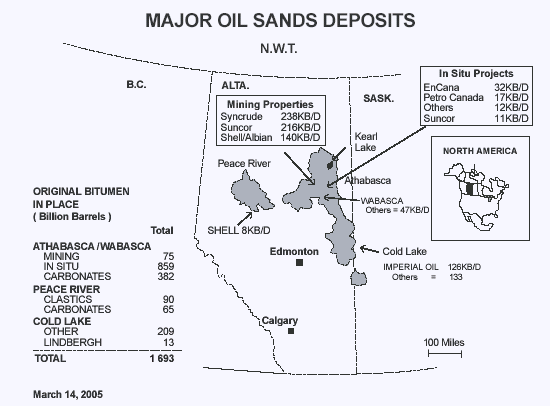 MAJOR OIL SANDS DEPOSITS
N.W.T.
B.C.
ALTA.
SASK.
In Situ Projects
EnCana 32KB/D
Petro Canada 17KB/D
Others 12KB/D
Suncor 11KB/D
Mining Properties
Syncrude 238KB/D
Suncor 216KB/D
Shell/Albian 140KB/D
Kearl
Lake
NORTH AMERICA
Peace River
Athabasca
WABASCA
Others = 47KB/D
SHELL 8KB/D
ORIGINAL BITUMEN
IN PLACE
( Billion Barrels )
Total
ATHABASCA /WABASCA
MINING 75
IN SITU 859
CARBONATES 382
PEACE RIVER
CLASTICS 90
CARBONATES 65
COLD LAKE
OTHER 209
LINDBERGH 13
TOTAL 1 693
Edmonton
Cold Lake
IMPERIAL OIL 126KB/D
Others = 133
Calgary
100 Miles
March 14, 2005